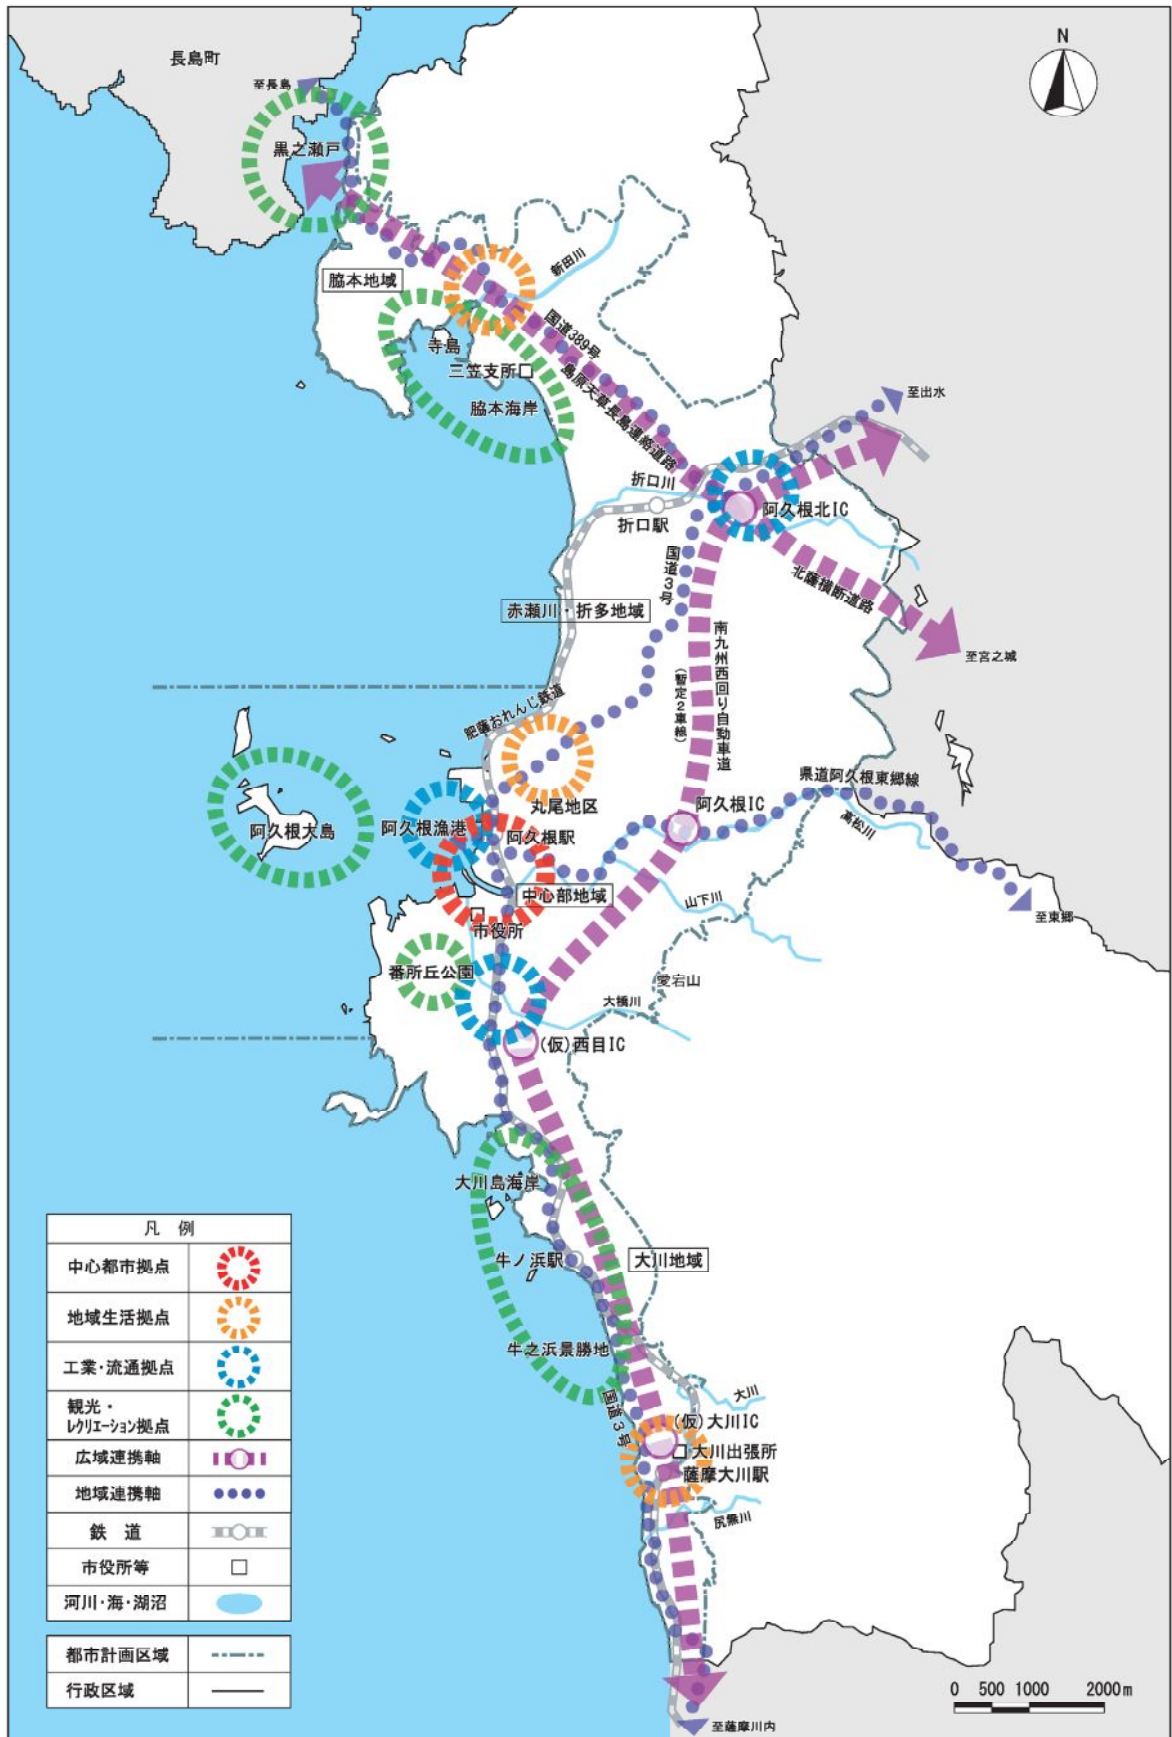 長島町
N
至長島
黒之瀬戸
新田川
脇本地域
国道389号
島原天草長島連絡道路
寺島
三笠支所
脇本海岸
至出水
折口川
折口駅
阿久根北IC
国道3号
北薩横断道路
赤瀬川・折多地域
南九州西回り自動車道
(暫定2車線)
至宮之城
肥薩おれんじ鉄道
丸尾地区
県道阿久根東郷線
阿久根IC
高松川
阿久根大島
阿久根漁港
阿久根駅
中心部地域
山下川
至東郷
市役所
番所丘公園
愛宕山
大橋川
(仮)西目IC
大川島海岸
牛ノ浜駅
大川地域
牛之浜景勝地
国道3号
大川
(仮)大川IC
大川出張所
薩摩大川駅
尻無川
凡 例
中心都市拠点
地域生活拠点
工業・流通拠点
観光・
レクリエーション拠点
広域連携軸
地域連携軸
鉄 道
市役所等
河川・海・湖沼
都市計画区域
行政区域
0 500 1000 2000m
至薩摩川内